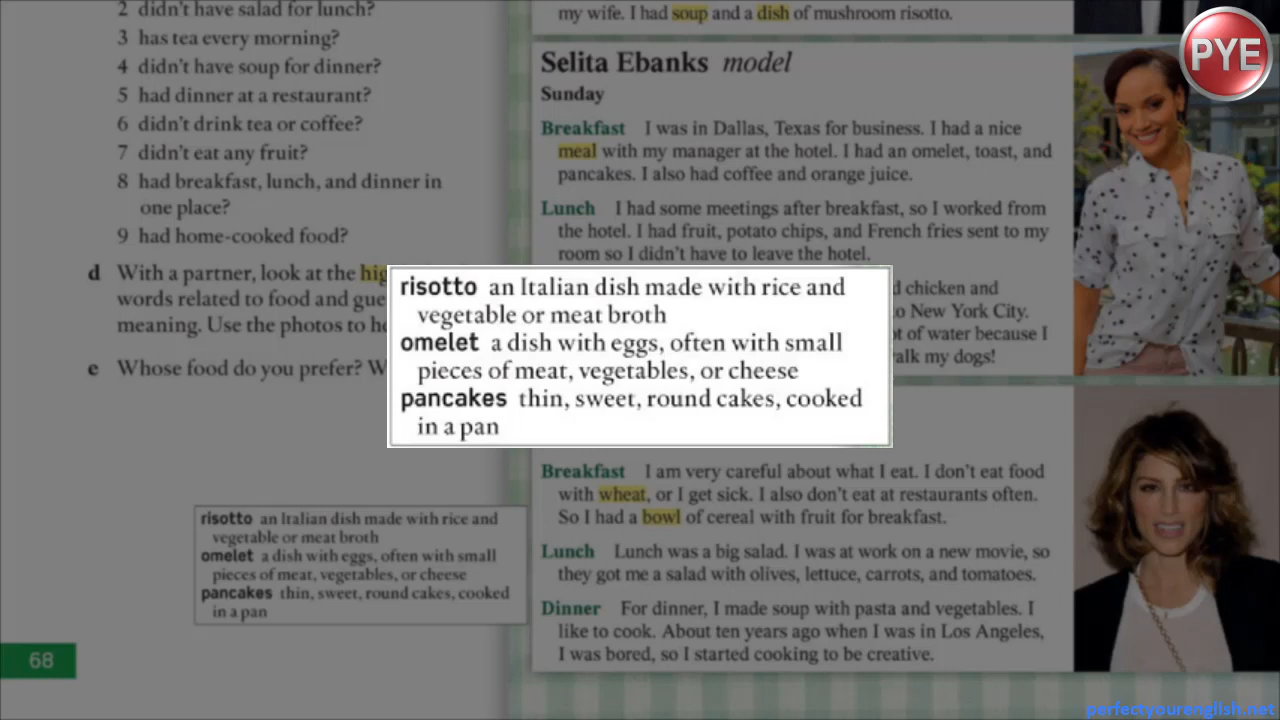 2 didn't have salad for lunch?
3 has tea every morning?
4 didn't have soup for dinner?
5 had dinner at a restaurant?
6 didn't drink tea or coffee?
7 didn't eat any fruit?
8 had breakfast, lunch, and dinner in
one place?
9 had home-cooked food?
d With a partner, look at the hig
words related to food and gue
meaning. Use the photos to he
e Whose food do you prefer? W
risotto an Italian dish made with rice and
vegetable or meat broth
omelet a dish with eggs, often with small
pieces of meat, vegetables, or cheese
pancakes thin, sweet, round cakes, cooked
in a pan
68
my wife. I had soup and a dish of mushroom risotto.
Selita Ebanks model
Sunday
Breakfast I was in Dallas, Texas for business. I had a nice
meal with my manager at the hotel. I had an omelet, toast, and
pancakes. I also had coffee and orange juice.
Lunch I had some meetings after breakfast, so I worked from
the hotel. I had fruit, potato chips, and French fries sent to my
room so I didn't have to leave the hotel.
d chicken and
o New York City.
ot of water because I
alk my dogs!
risotto an Italian dish made with rice and
vegetable or meat broth
omelet a dish with eggs, often with small
pieces of meat, vegetables, or cheese
pancakes thin, sweet, round cakes, cooked
in a pan
Breakfast I am very careful about what I eat. I don't eat food
with wheat, or I get sick. I also don't eat at restaurants often.
So I had a bowl of cereal with fruit for breakfast.
Lunch Lunch was a big salad. I was at work on a new movie, so
they got me a salad with olives, lettuce, carrots, and tomatoes.
Dinner For dinner, I made soup with pasta and vegetables. I
like to cook. About ten years ago when I was in Los Angeles,
I was bored, so I started cooking to be creative.
PYE
perfectyourenglish.net